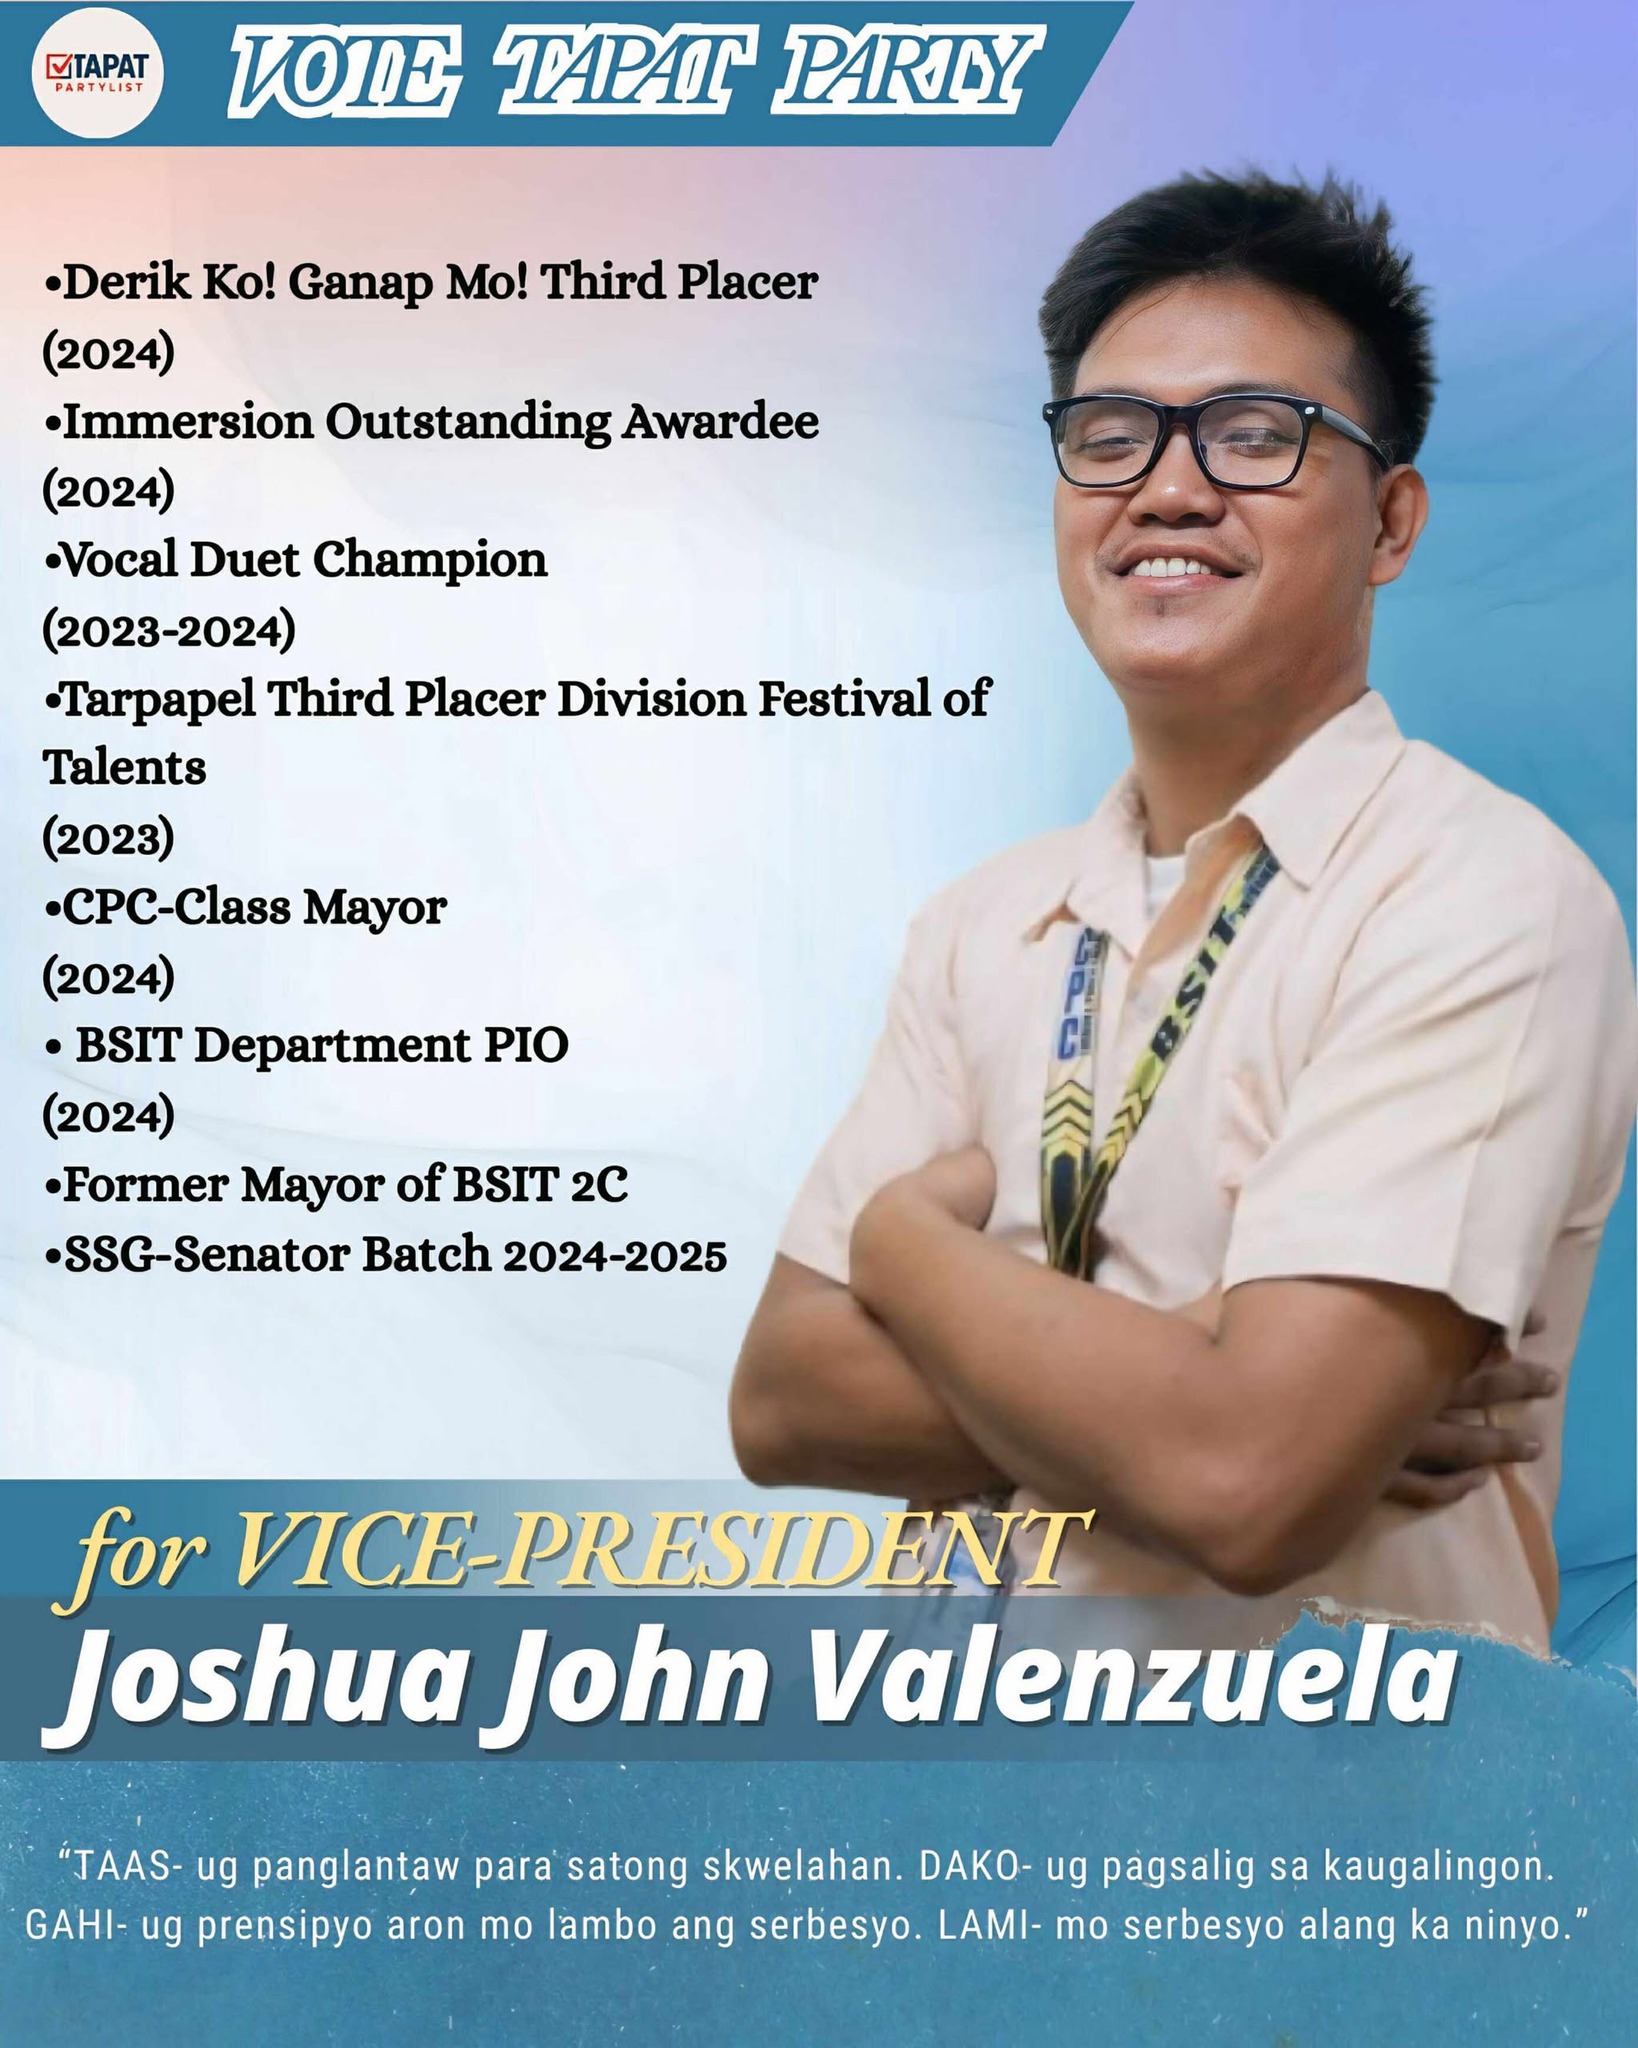 TAPAT
PARTYLIST
VOTE TAPAT PARTY
•Derik Ko! Ganap Mo! Third Placer
(2024)
•Immersion Outstanding Awardee
(2024)
•Vocal Duet Champion
(2023-2024)
•Tarpapel Third Placer Division Festival of
Talents
(2023)
•CPC-Class Mayor
(2024)
• BSIT Department PIO
(2024)
•Former Mayor of BSIT 2C
•SSG-Senator Batch 2024-2025
CPC
BSIT
for VICE-PRESIDENT
Joshua John Valenzuela
“TAAS- ug panglantaw para satong skwelahan. DAKO- ug pagsalig sa kaugalingon.
GAHI- ug prensipyo aron mo lambo ang serbesyo. LAMI- mo serbesyo alang ka ninyo.”